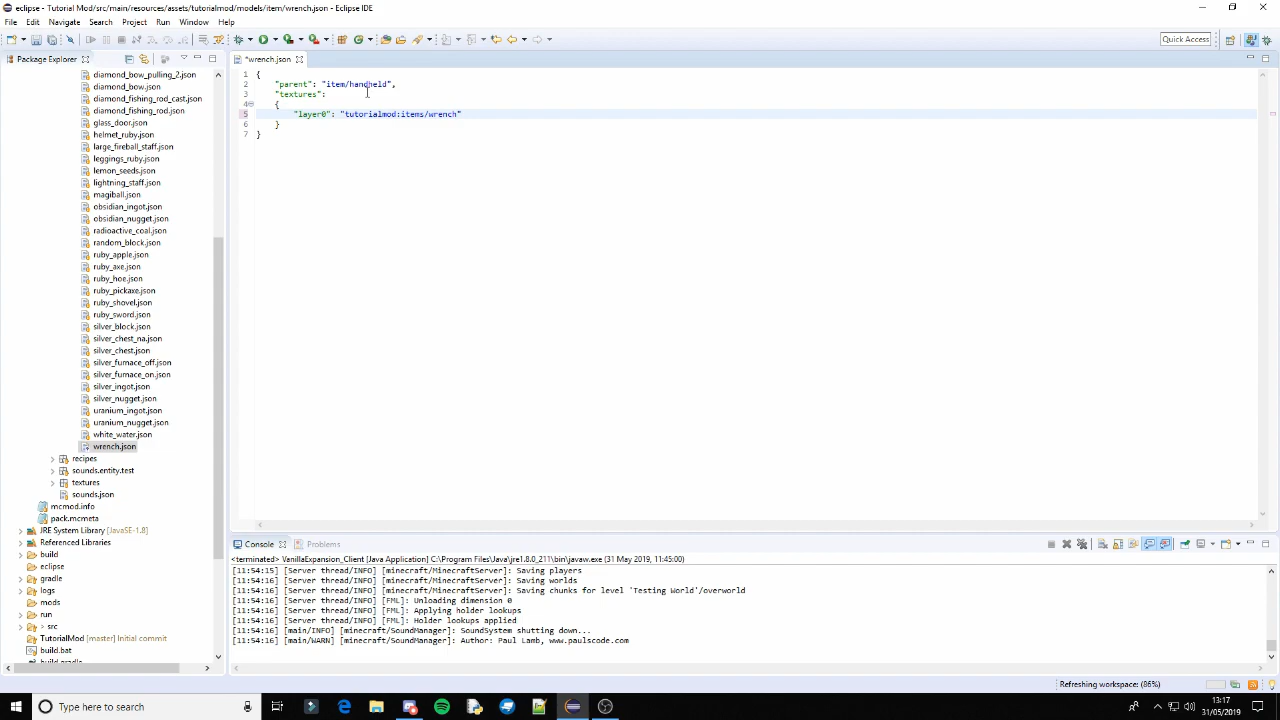 eclipse - Tutorial Mod/src/main/resources/assets/tutorialmod/models/item/wrench.json - Eclipse IDE
File Edit Navigate Search Project Run Window Help
Quick Access
Package Explorer
diamond_bow_pulling_2.json
diamond_bow.json
diamond_fishing_rod_cast.json
diamond_fishing_rod.json
glass_door.json
helmet_ruby.json
large_fireball_staff.json
leggings_ruby.json
lemon_seeds.json
lightning_staff.json
magiball.json
obsidian_ingot.json
obsidian_nugget.json
radioactive_coal.json
random_block.json
ruby_apple.json
ruby_axe.json
ruby_hoe.json
ruby_pickaxe.json
ruby_shovel.json
ruby_sword.json
silver_block.json
silver_chest_na.json
silver_chest.json
silver_furnace_off.json
silver_furnace_on.json
silver_ingot.json
silver_nugget.json
uranium_ingot.json
uranium_nugget.json
white_water.json
wrench.json
recipes
sounds.entity.test
textures
sounds.json
mcmod.info
pack.mcmeta
JRE System Library [JavaSE-1.8]
Referenced Libraries
build
eclipse
gradle
logs
mods
run
> src
TutorialMod [master] Initial commit
build.bat
build.gradle
*wrench.json
1 {
2 "parent": "item/handheld",
3 "textures":
4 {
5 "layer0": "tutorialmod:items/wrench"
6 }
7 }
Console Problems
<terminated> VanillaExpansion_Client [Java Application] C:\Program Files\Java\jre1.8.0_211\bin\javaw.exe (31 May 2019, 11:45:00)
[11:54:15] [Server thread/INFO] [minecraft/MinecraftServer]: Saving players
[11:54:16] [Server thread/INFO] [minecraft/MinecraftServer]: Saving worlds
[11:54:16] [Server thread/INFO] [minecraft/MinecraftServer]: Saving chunks for level 'Testing World'/overworld
[11:54:16] [Server thread/INFO] [FML]: Unloading dimension 0
[11:54:16] [Server thread/INFO] [FML]: Applying holder lookups
[11:54:16] [Server thread/INFO] [FML]: Holder lookups applied
[11:54:16] [main/INFO] [minecraft/SoundManager]: SoundSystem shutting down...
[11:54:16] [main/WARN] [minecraft/SoundManager]: Author: Paul Lamb, www.paulscode.com
Refreshing workspace: (86%)
Type here to search
13:17
31/05/2019